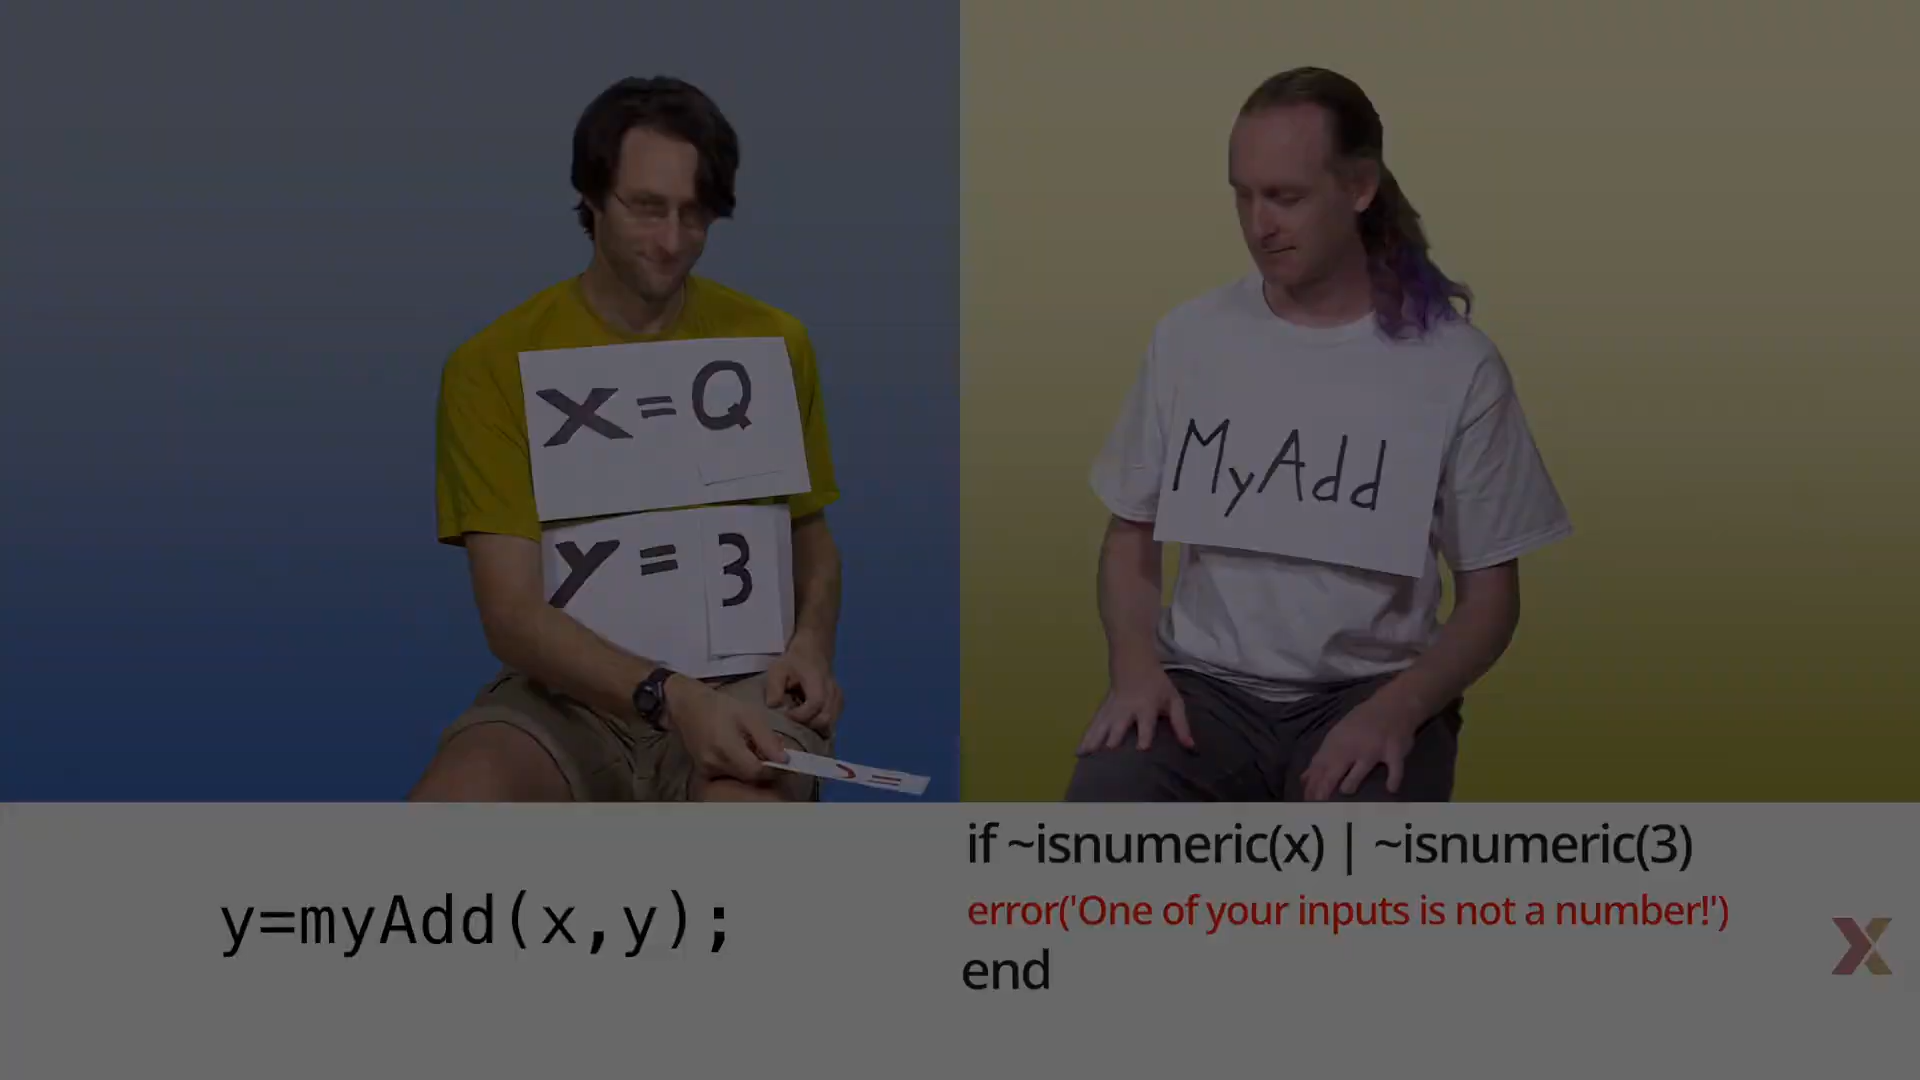 X = Q
Y = 3
MyAdd
y=myAdd(x,y);
if ~isnumeric(x) | ~isnumeric(3)
error('One of your inputs is not a number!')
end